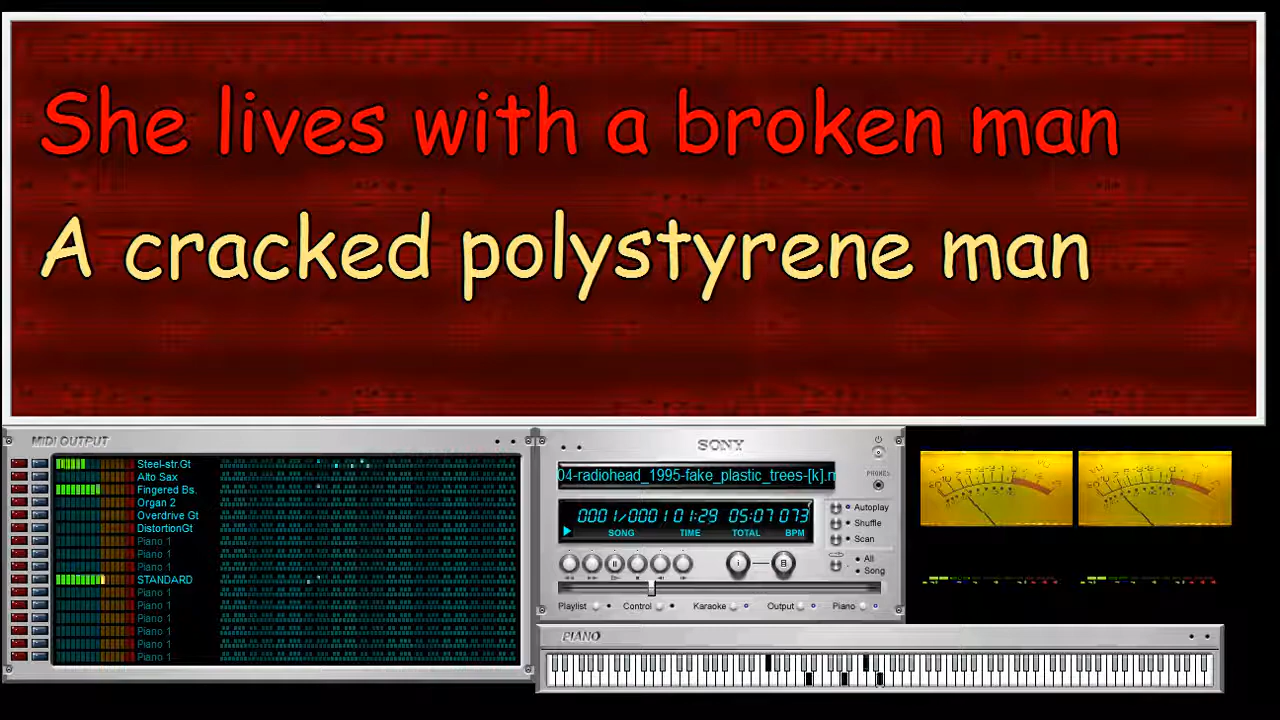 She lives with a broken man
A cracked polystyrene man
MIDI OUTPUT
Steel-str.Gt
Alto Sax
Fingered Bs.
Organ 2
Overdrive Gt
DistortionGt
Piano 1
Piano 1
Piano 1
STANDARD
Piano 1
Piano 1
Piano 1
Piano 1
Piano 1
Piano 1
SONY
04-radiohead_1995-fake_plastic_trees-[k].m
PHONES
0001/0001 01:29 05:07 073
SONG TIME TOTAL BPM
Autoplay
Shuffle
Scan
All
Song
Playlist Control Karaoke Output Piano
PIANO